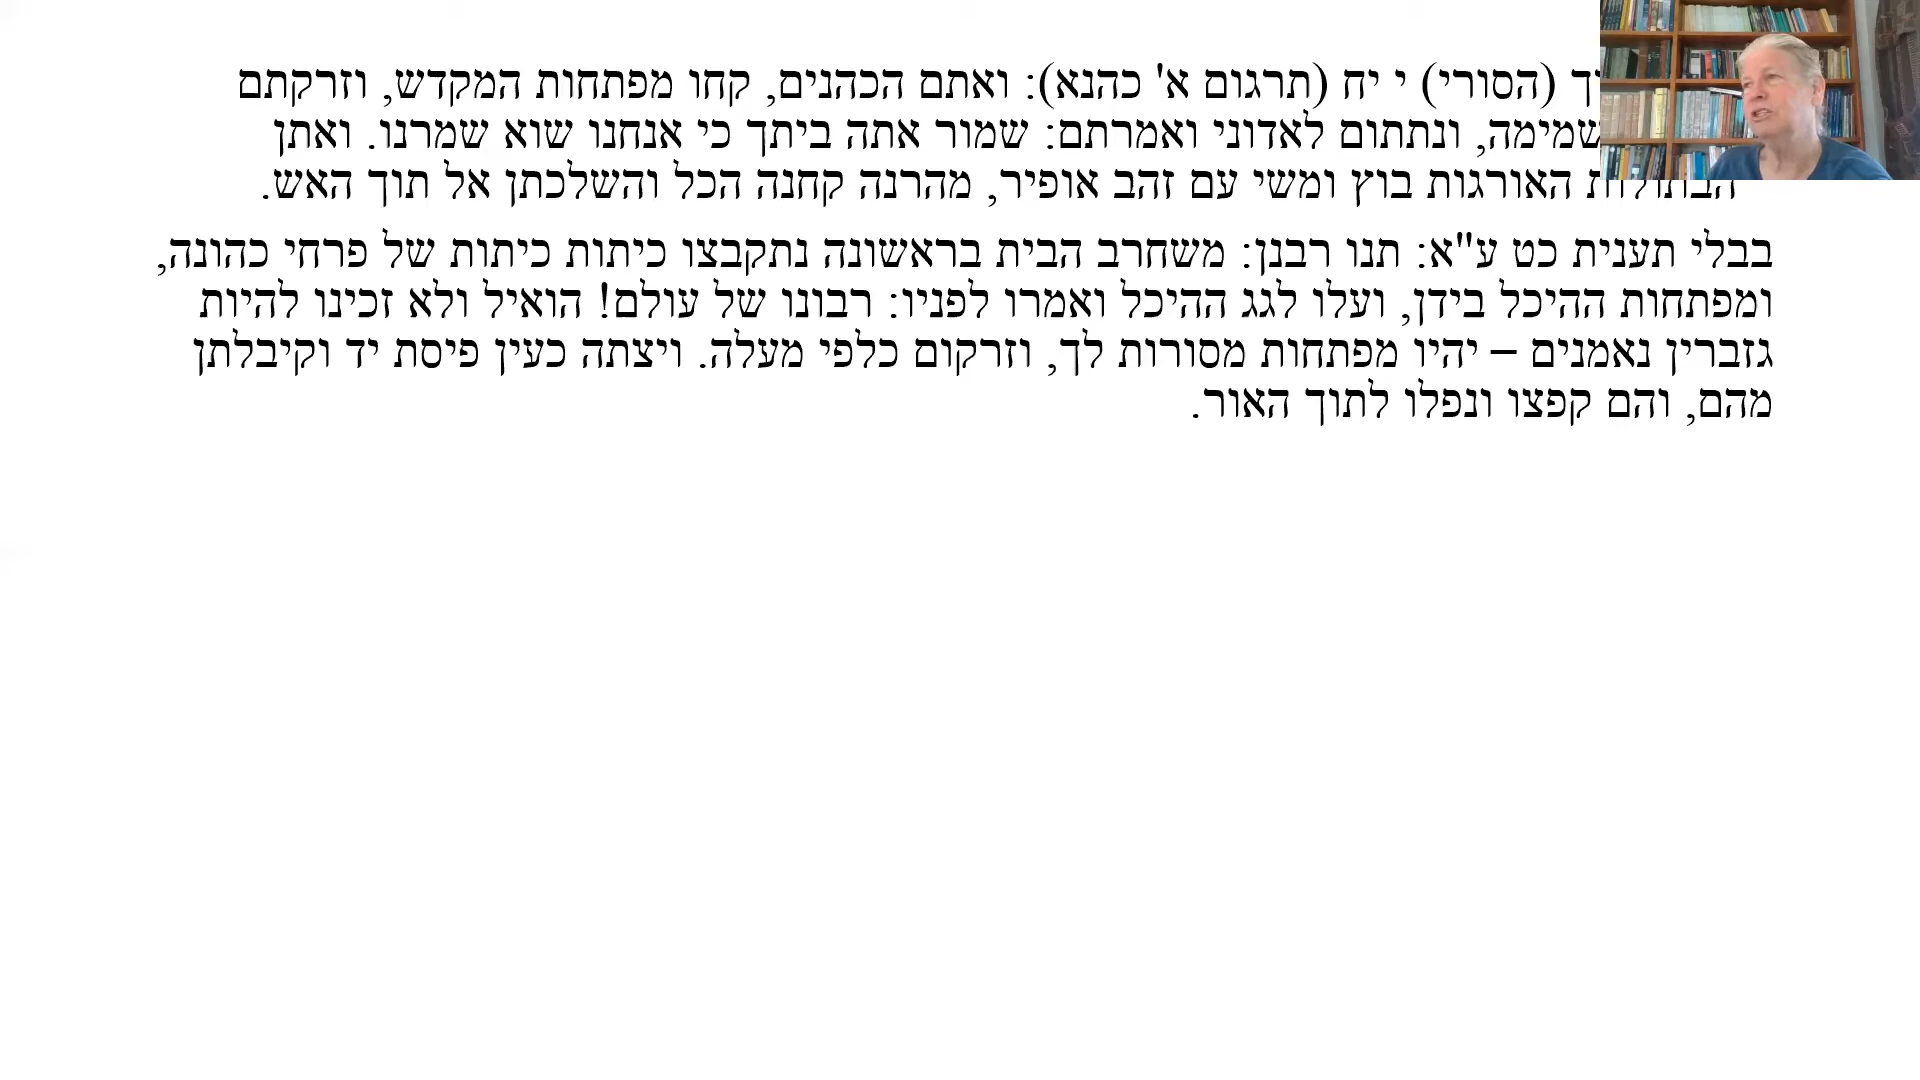 (הסורי) י יח (תרגום א' כהנא): ואתם הכהנים, קחו מפתחות המקדש, וזרקתם
שמימה, ונתתום לאדוני ואמרתם: שמור אתה ביתך כי אנחנו שוא שמרנו. ואתן
הבתולות האורגות בוץ ומשי עם זהב אופיר, מהרנה קחנה הכל והשלכתן אל תוך האש.
בבלי תענית כט ע"א: תנו רבנן: משחרב הבית בראשונה נתקבצו כיתות כיתות של פרחי כהונה,
ומפתחות ההיכל בידן, ועלו לגג ההיכל ואמרו לפניו: רבונו של עולם! הואיל ולא זכינו להיות
גזברין נאמנים – יהיו מפתחות מסורות לך, וזרקום כלפי מעלה. ויצתה כעין פיסת יד וקיבלתן
מהם, והם קפצו ונפלו לתוך האור.